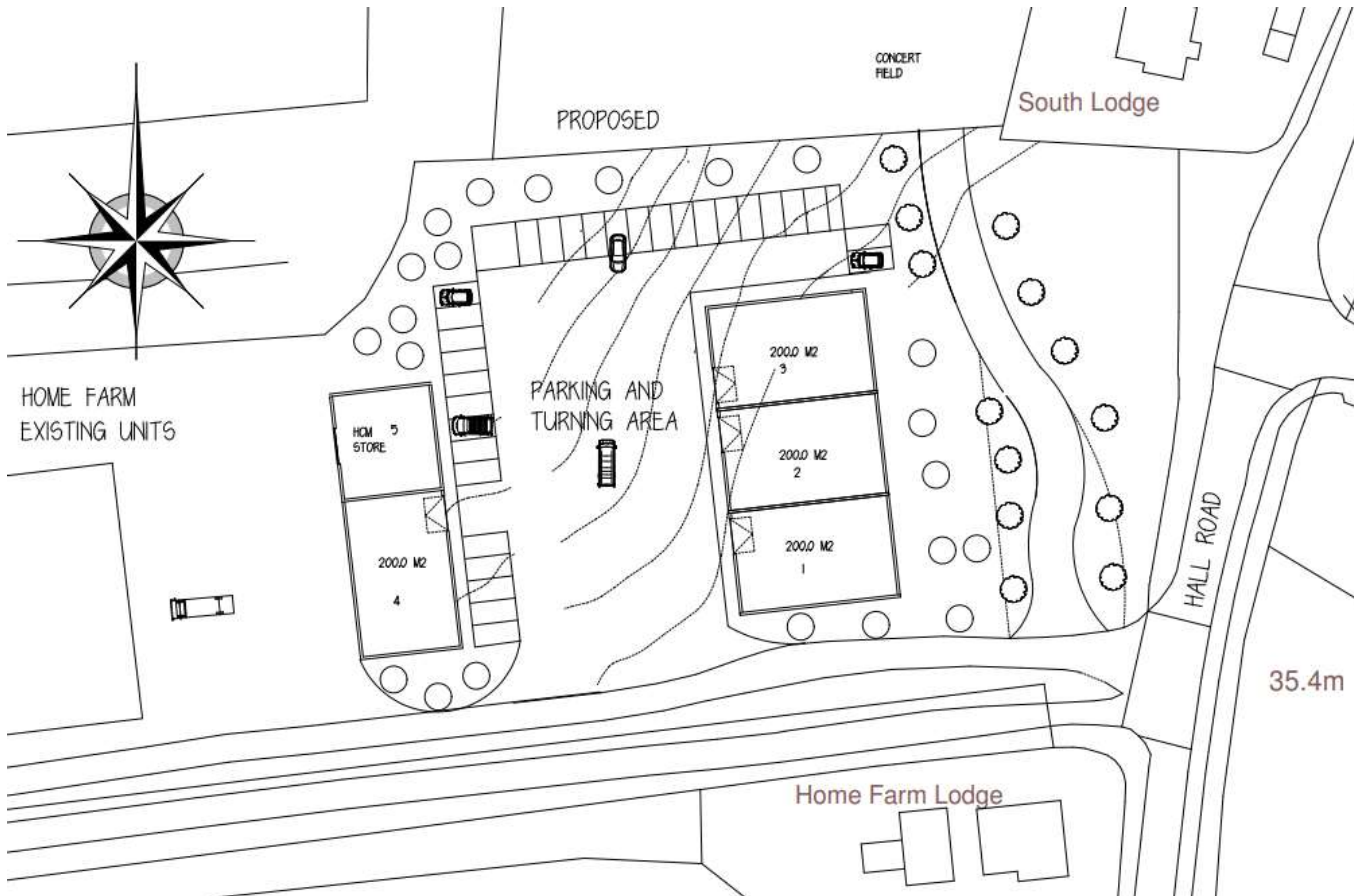 CONCERT
FIELD
South Lodge
PROPOSED
HOME FARM
EXISTING UNITS
PARKING AND
TURNING AREA
200.0 M2
3
200.0 M2
2
200.0 M2
1
HCM 5
STORE
200.0 M2
4
HALL ROAD
35.4m
Home Farm Lodge